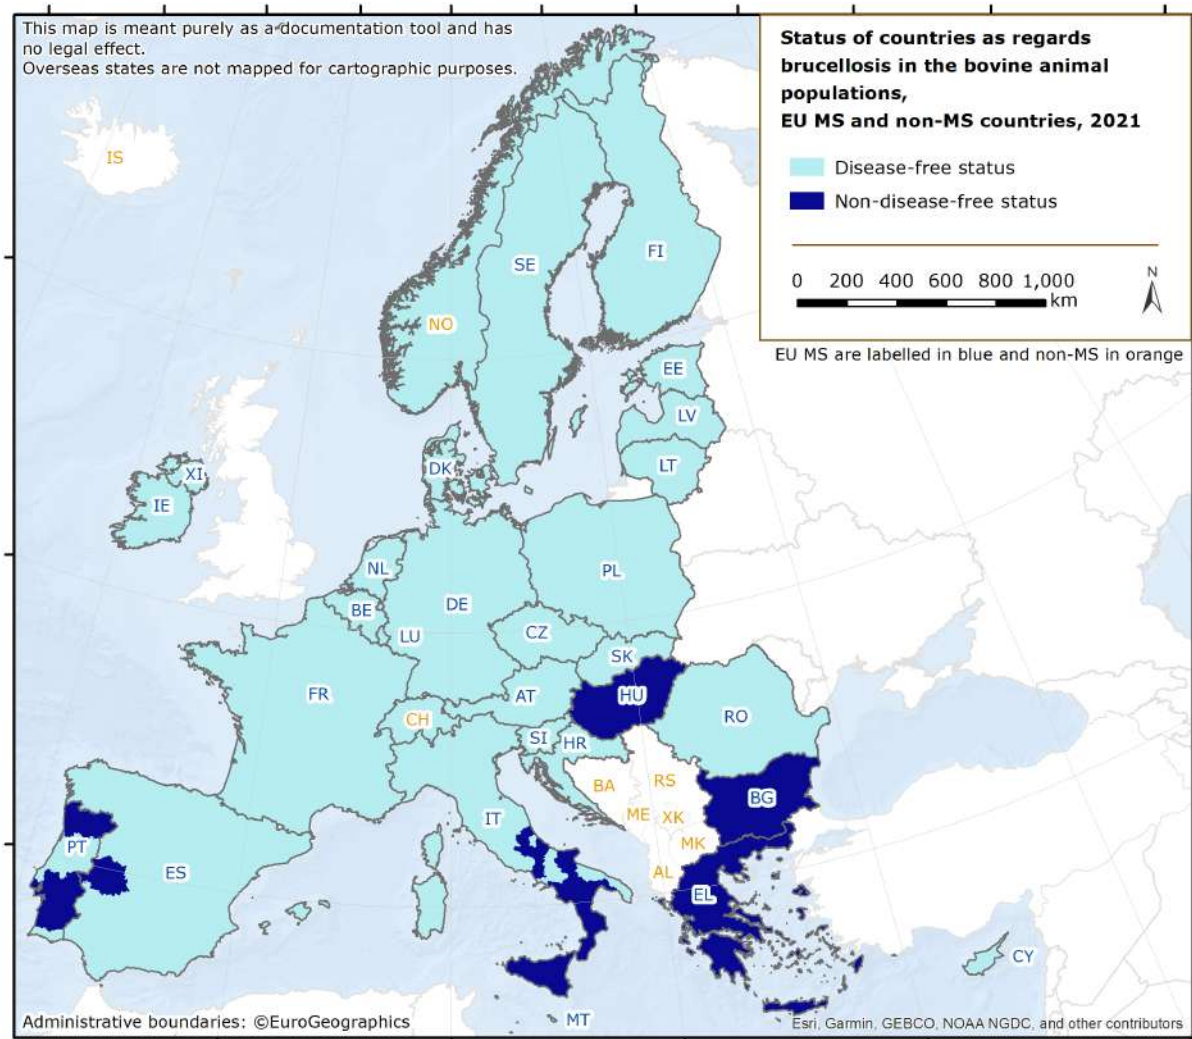 This map is meant purely as a documentation tool and has
no legal effect.
Overseas states are not mapped for cartographic purposes.
Status of countries as regards
brucellosis in the bovine animal
populations,
EU MS and non-MS countries, 2021
Disease-free status
Non-disease-free status
0 200 400 600 800 1,000
km
N
EU MS are labelled in blue and non-MS in orange
IS
SE
FI
NO
EE
LV
LT
DK
XI
IE
NL
PL
BE
DE
LU
CZ
SK
FR
AT
HU
CH
RO
SI
HR
BA
RS
BG
ME
XK
IT
MK
PT
ES
AL
EL
CY
MT
Administrative boundaries: ©EuroGeographics
Esri, Garmin, GEBCO, NOAA NGDC, and other contributors